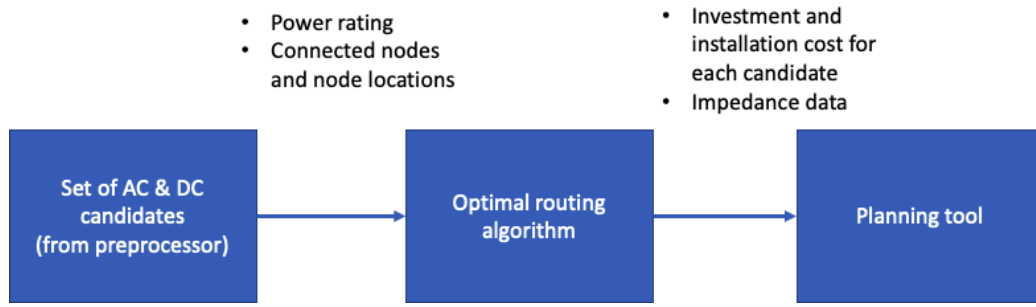 • Power rating
• Connected nodes
and node locations
• Investment and
installation cost for
each candidate
• Impedance data
Set of AC & DC
candidates
(from preprocessor)
Optimal routing
algorithm
Planning tool